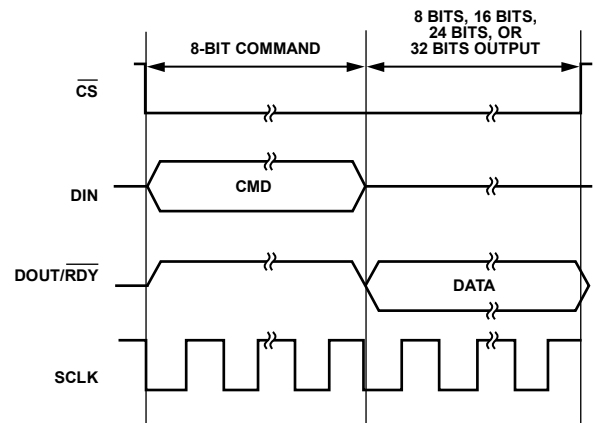 8 BITS, 16 BITS,
24 BITS, OR
32 BITS OUTPUT
8-BIT COMMAND
CS
DIN
CMD
DOUT/RDY
DATA
SCLK